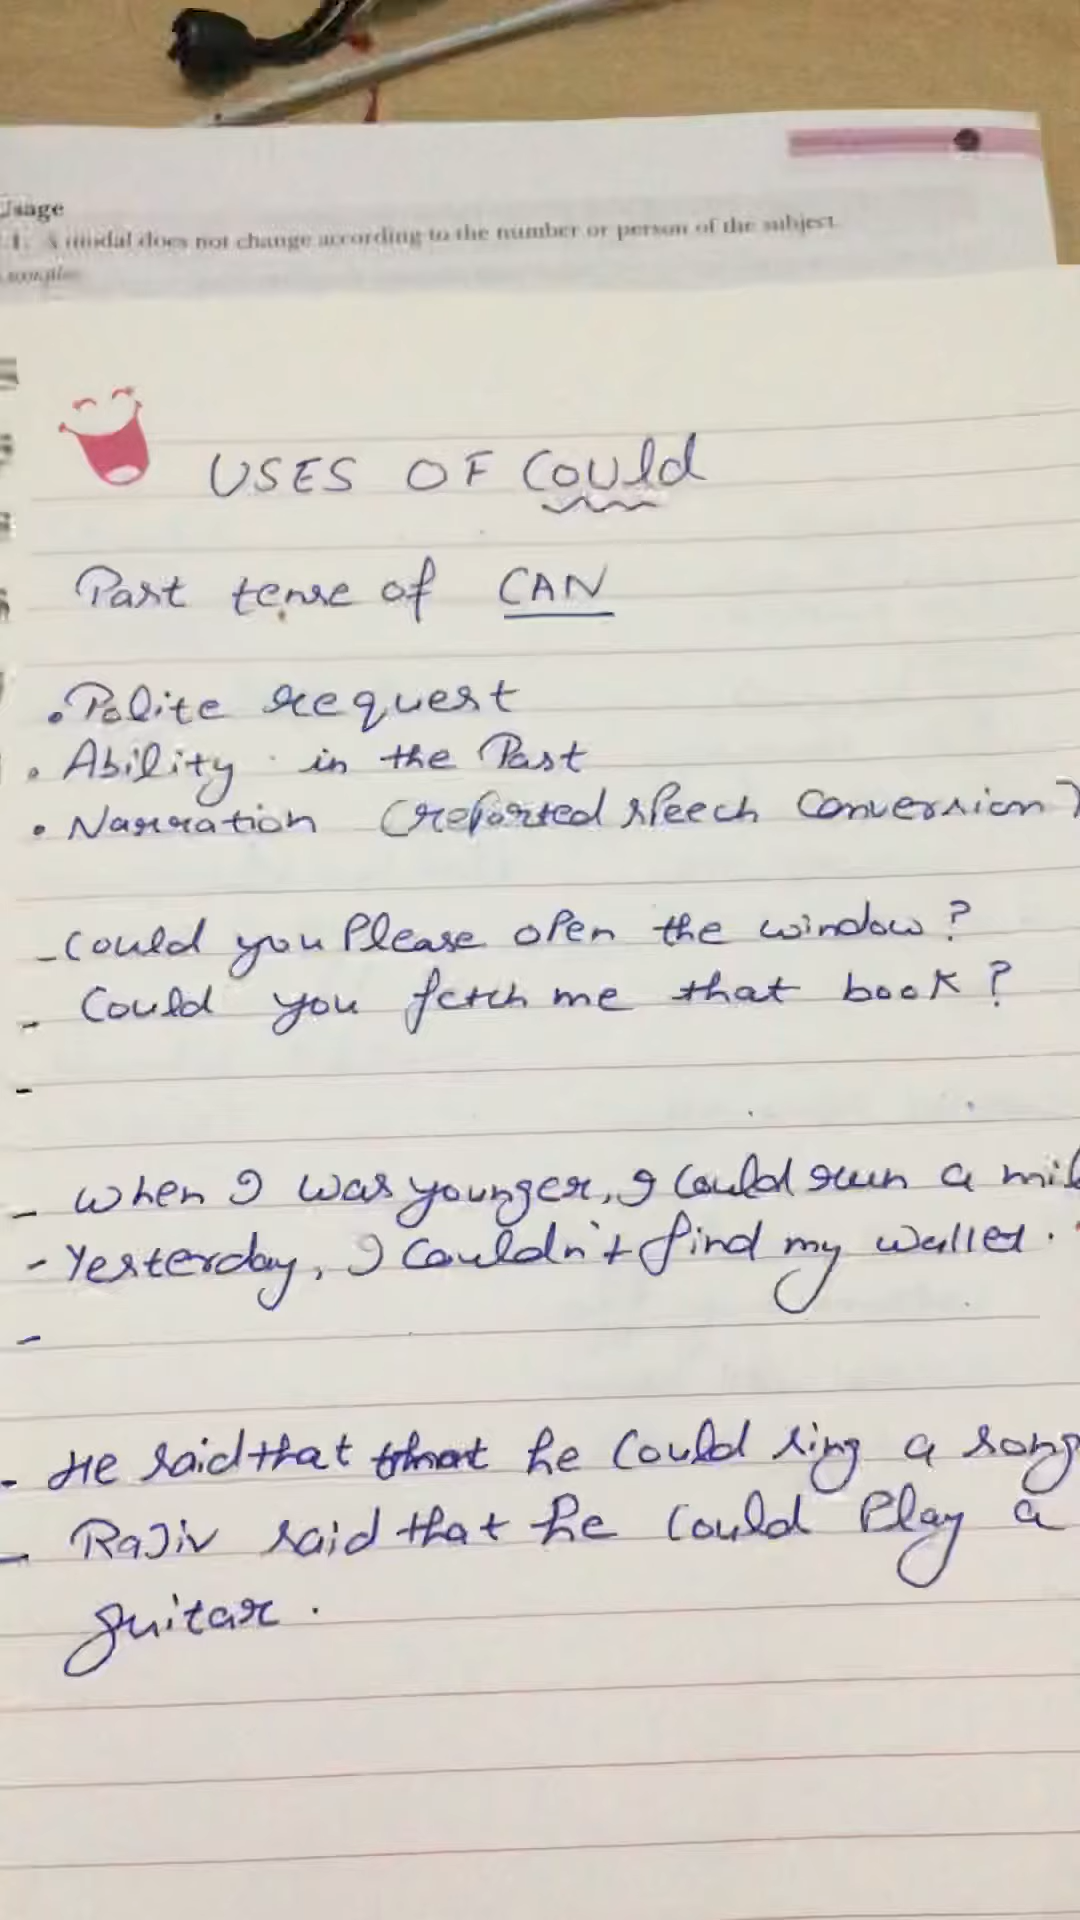 Usage
1. A modal does not change according to the number or person of the subject.
USES OF Could
Past tense of CAN
• Polite request
• Ability in the Past
• Narration (reported speech Conversion)
- Could you Please open the window?
- Could you fetch me that book?
-
- When I was younger, I could run a
- Yesterday, I couldn't find my wallet.
-
- He said that that he could sing a song
- Rajiv said that he could Play a
guitar.